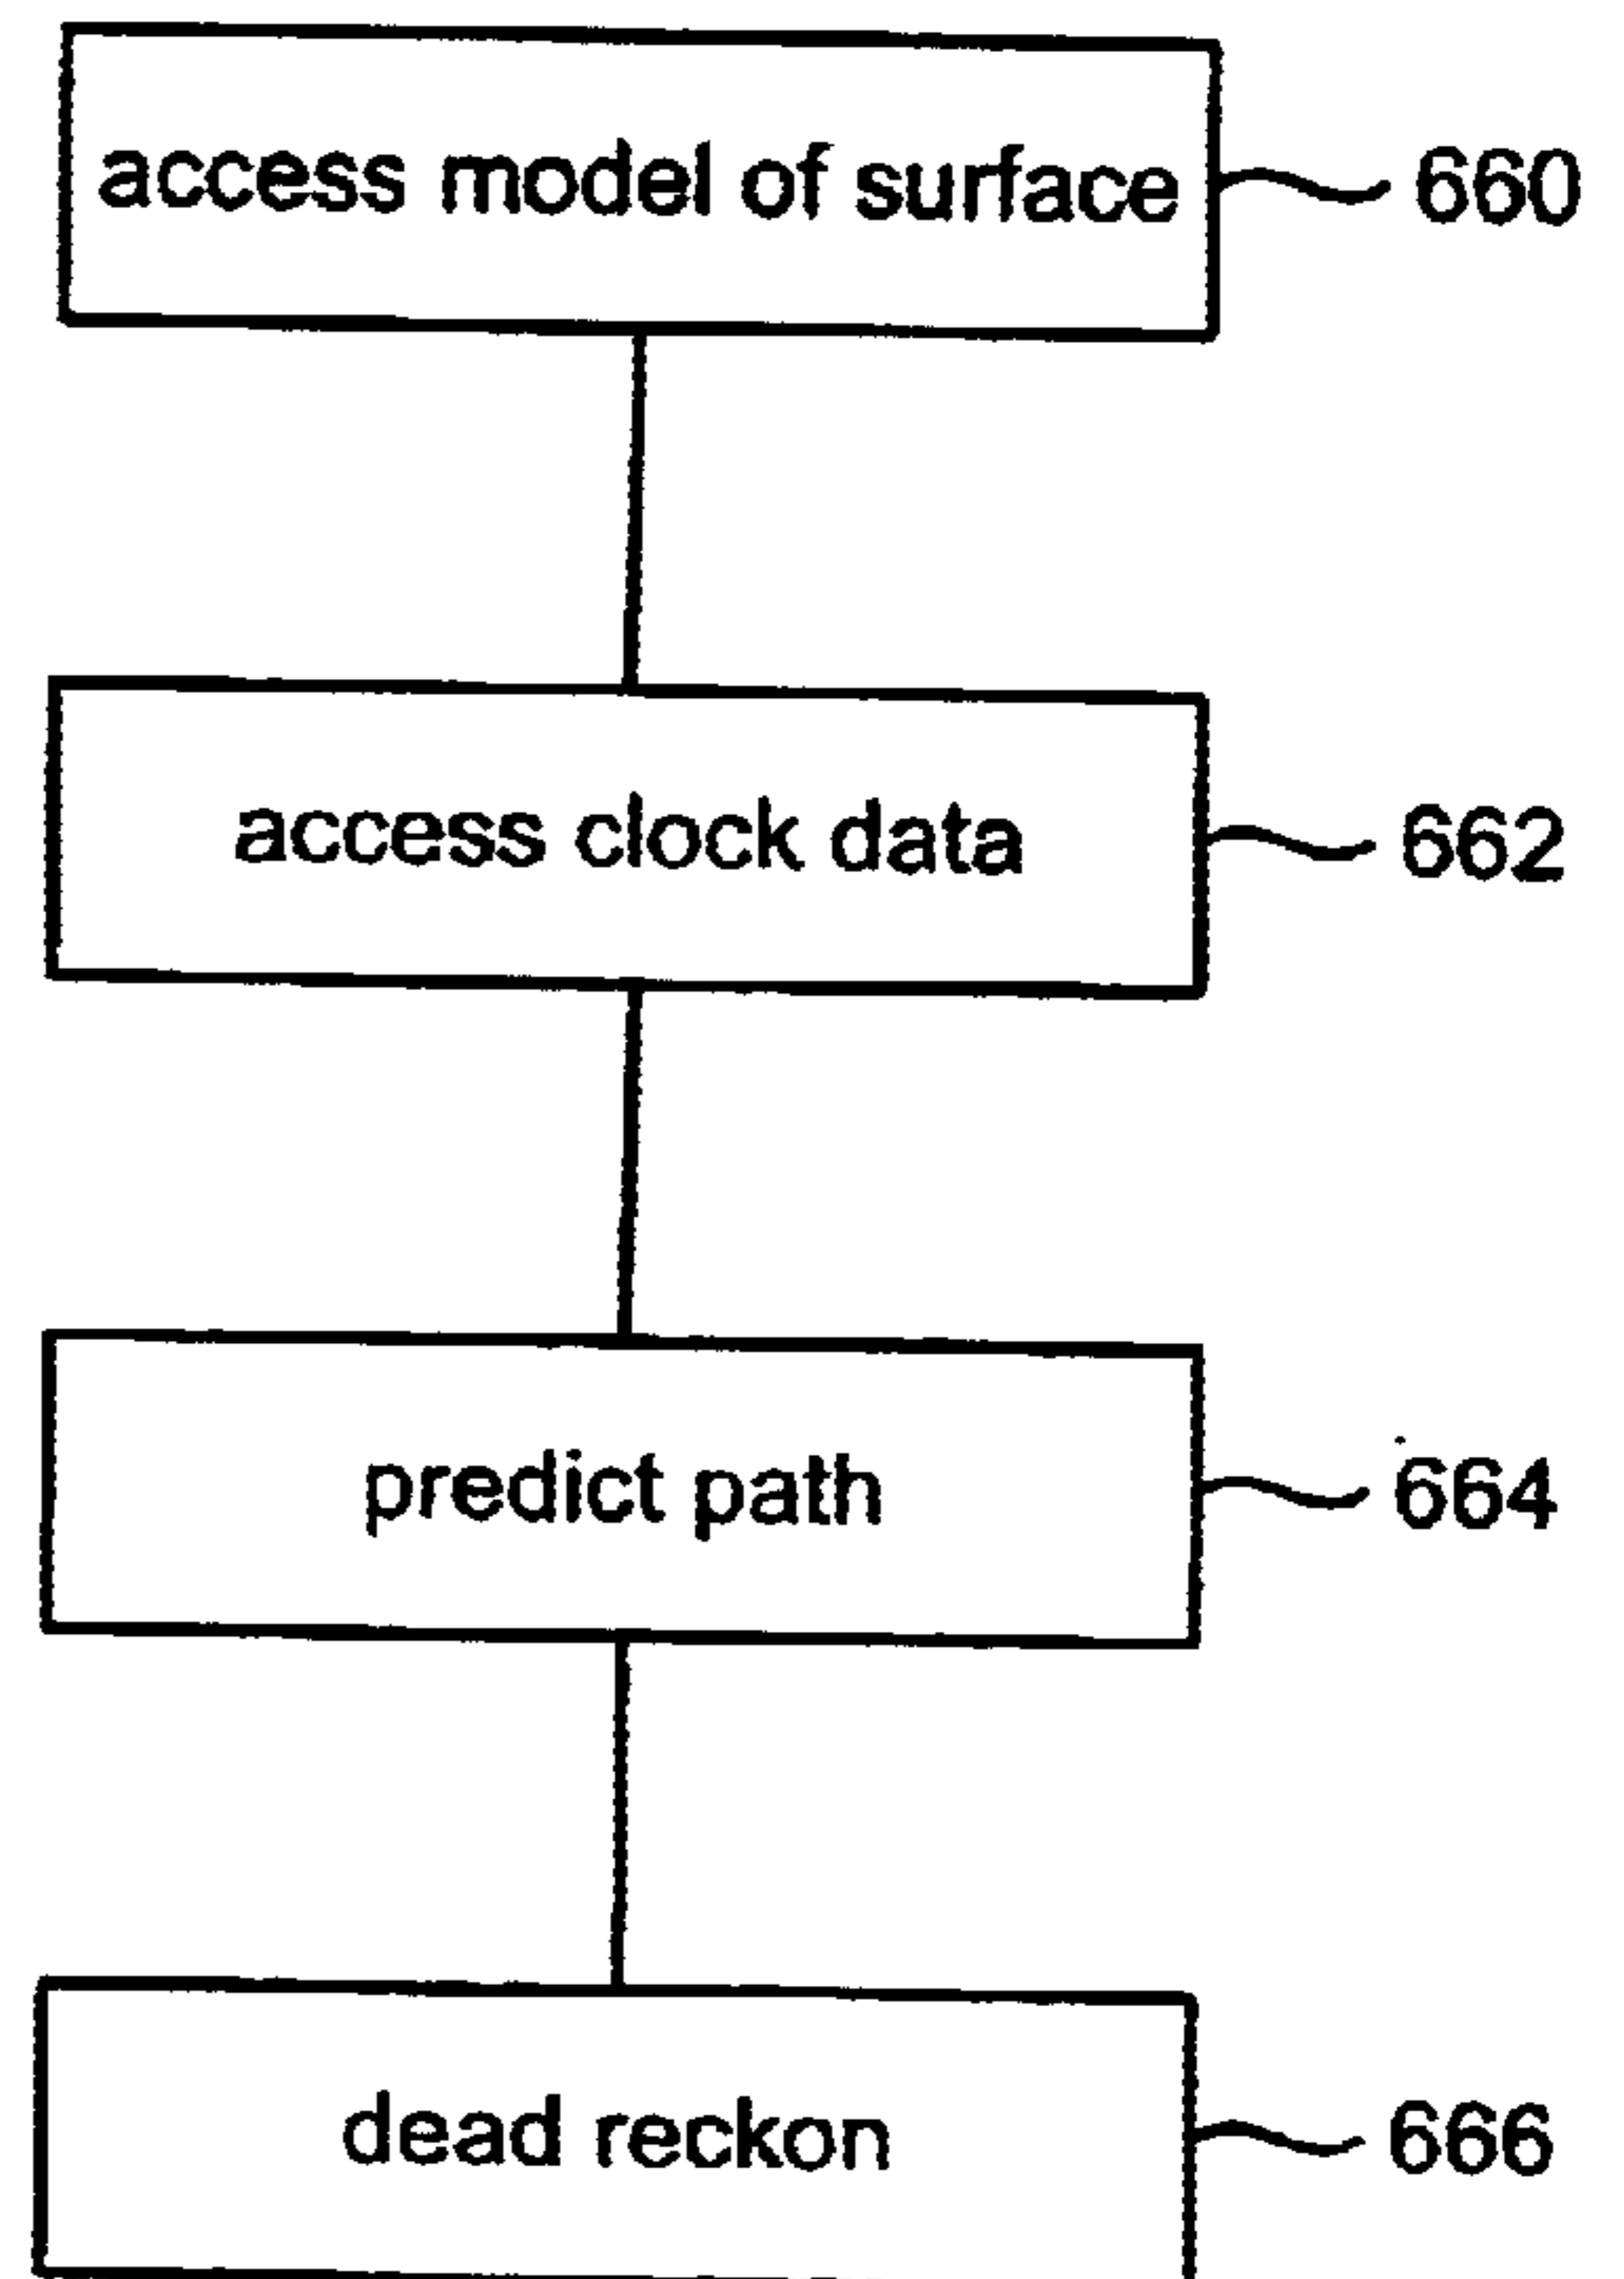 access model of surface 660
access clock data 662
predict path 664
dead reckon 666